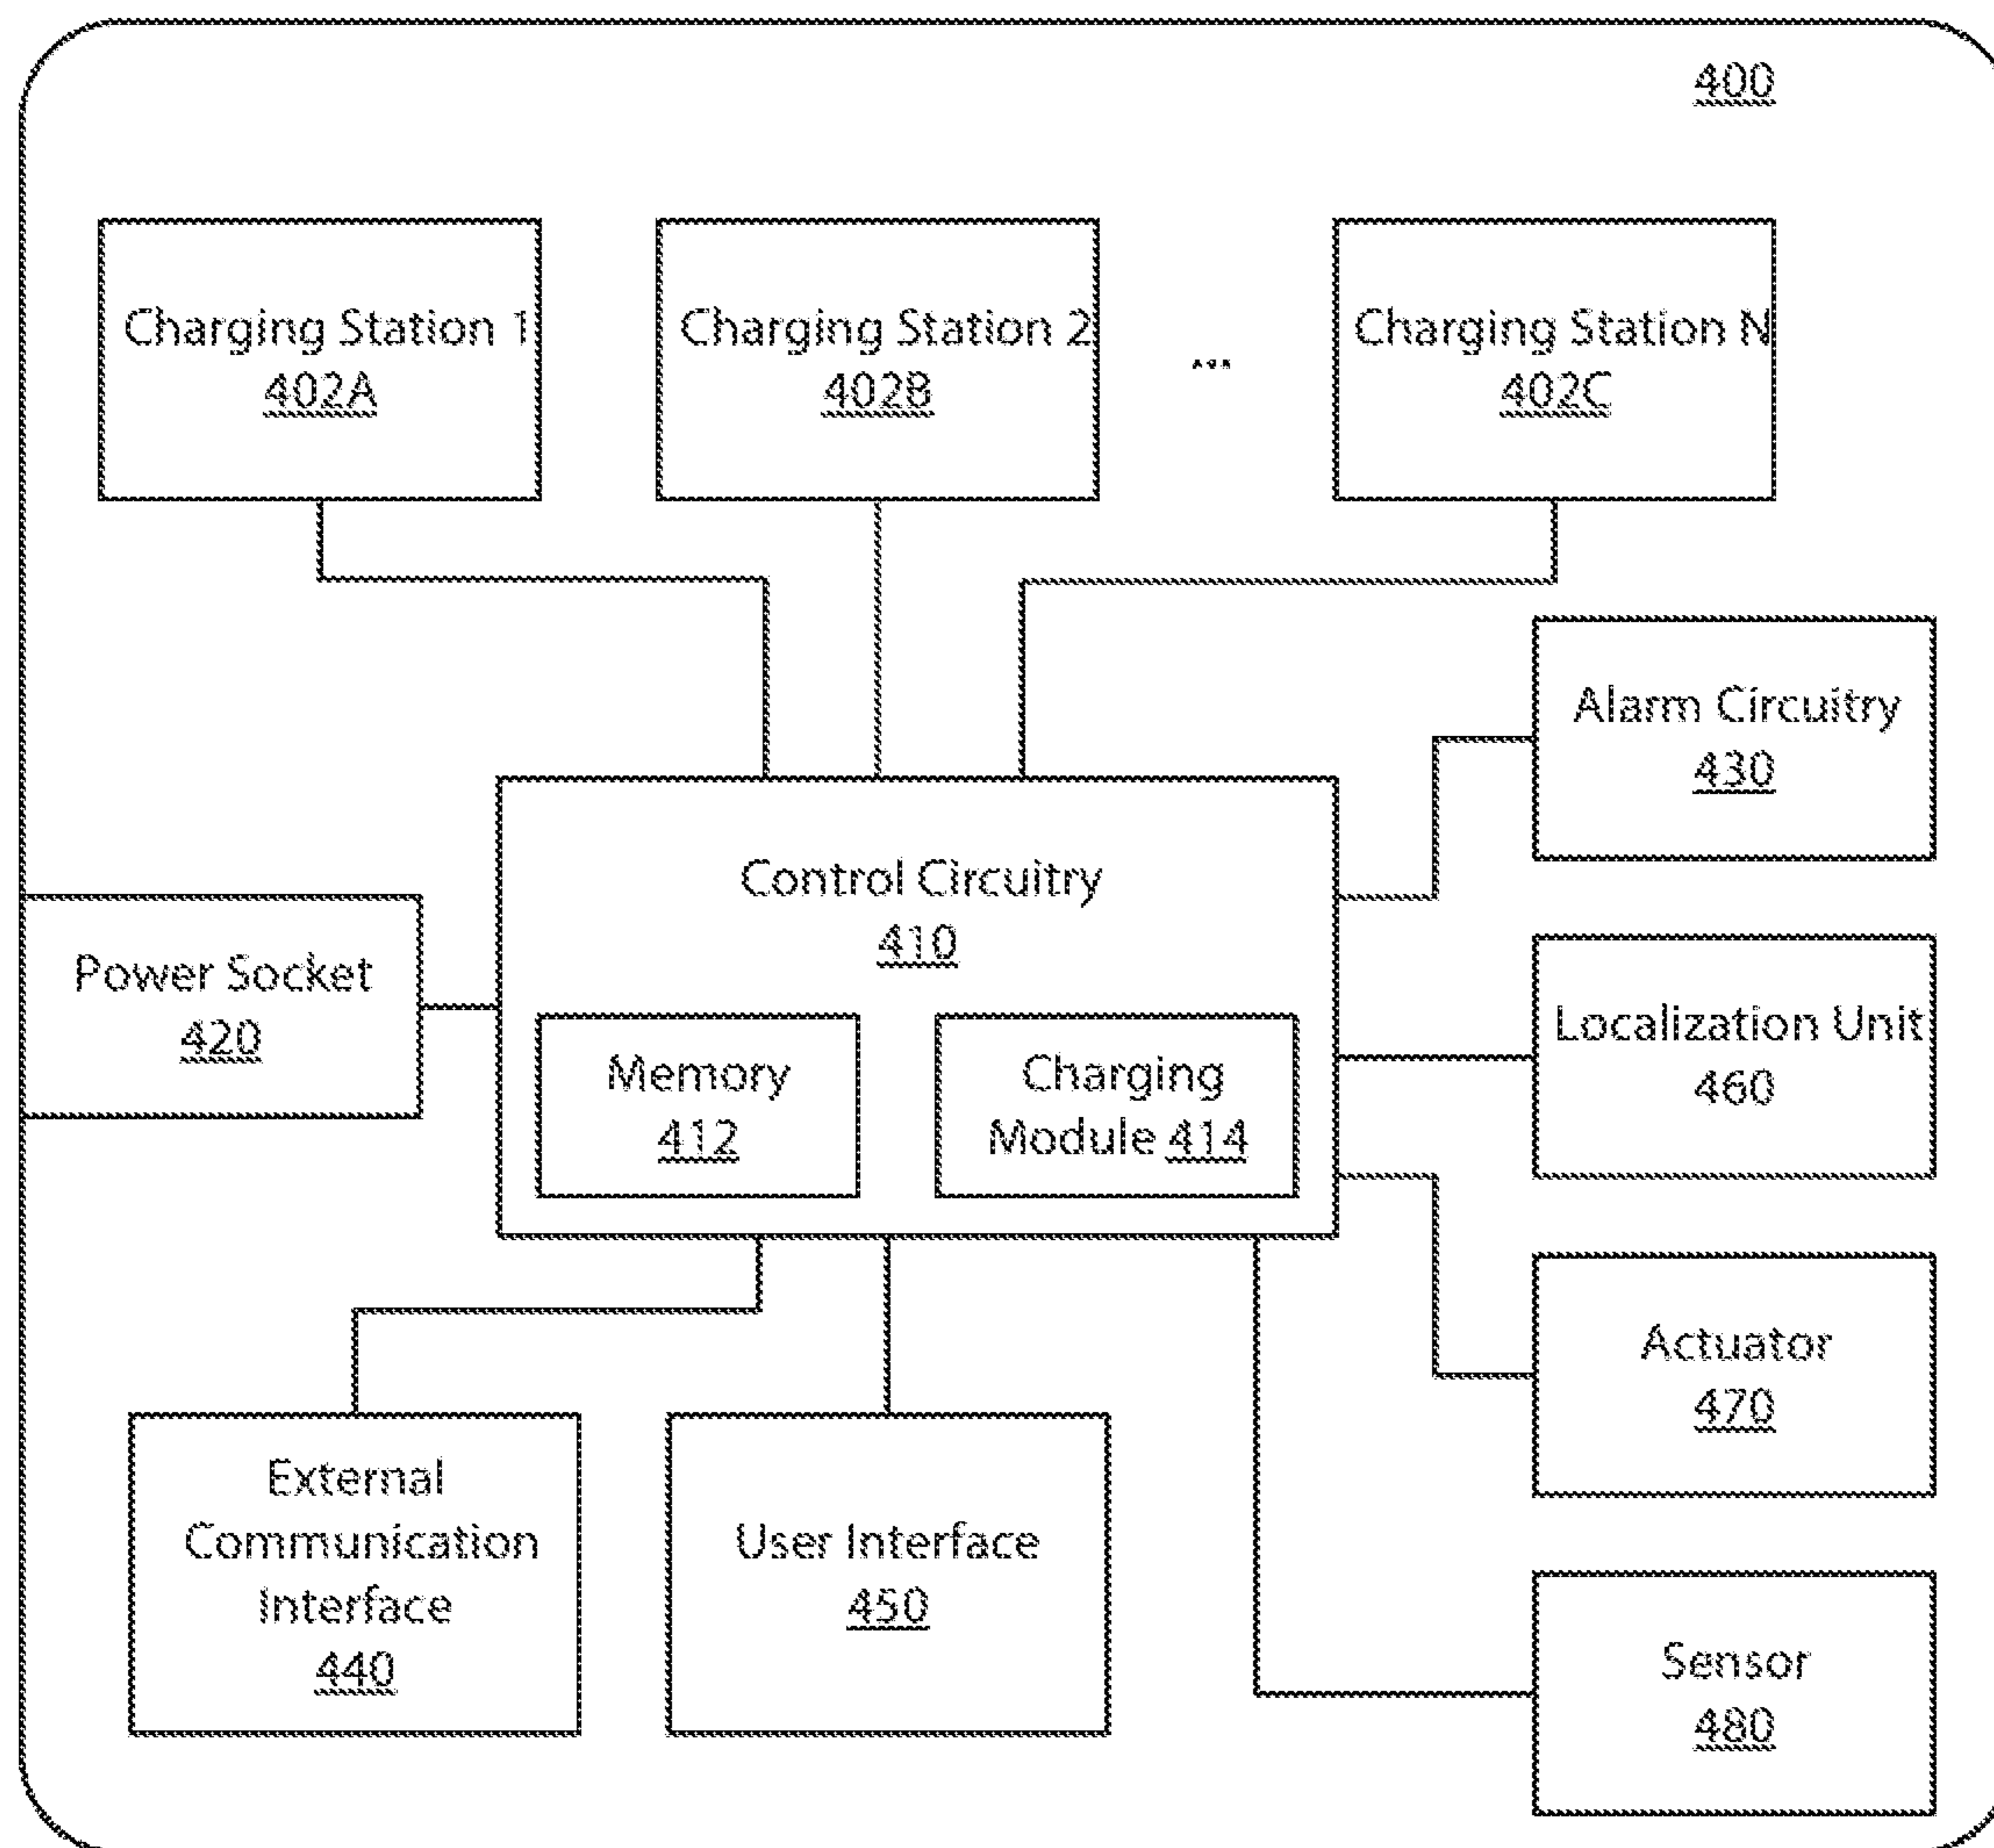 400
Charging Station 1
402A
Charging Station 2
402B
...
Charging Station N
402C
Alarm Circuitry
430
Control Circuitry
410
Power Socket
420
Memory
412
Charging
Module 414
Localization Unit
460
Actuator
470
External
Communication
Interface
440
User Interface
450
Sensor
480